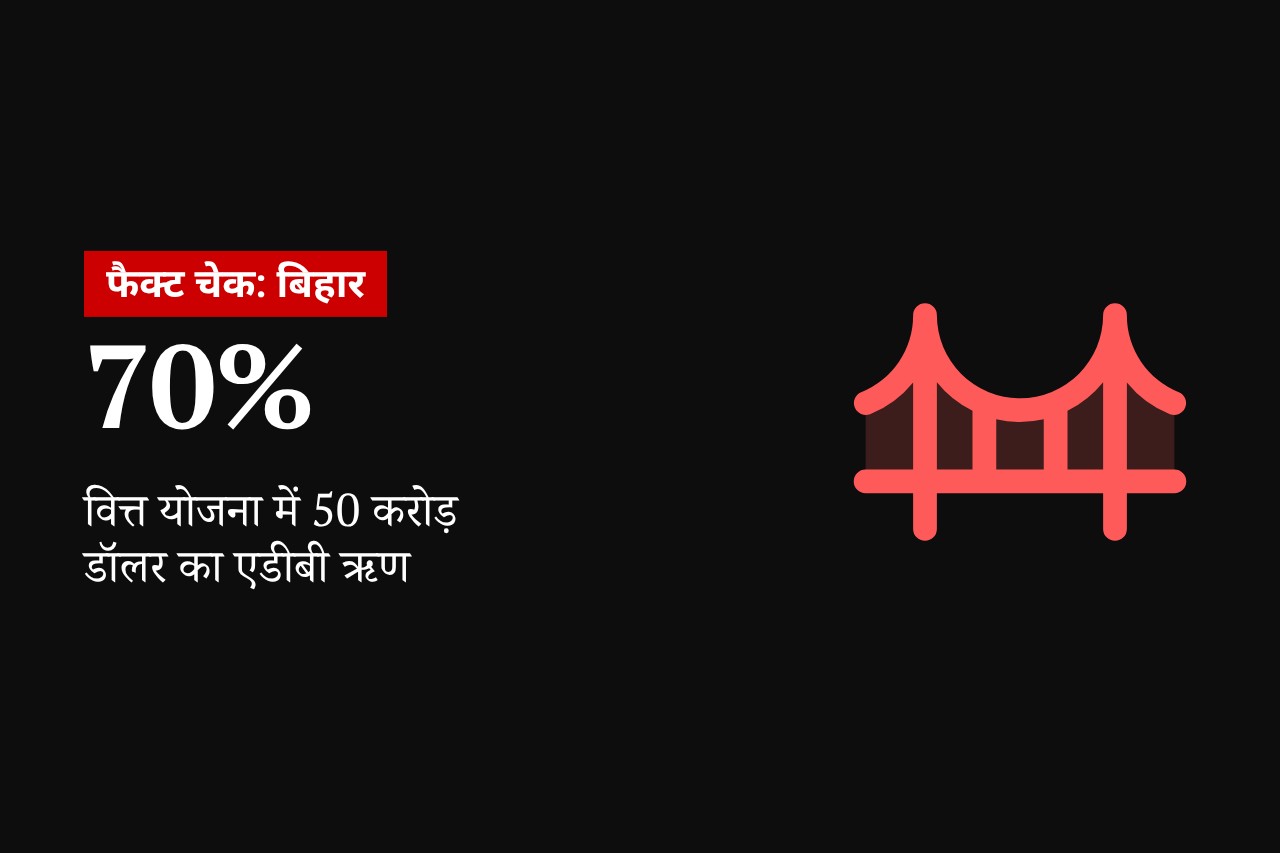 फैक्ट चेक: बिहार
70%
वित्त योजना में 50 करोड़
डॉलर का एडीबी ऋण